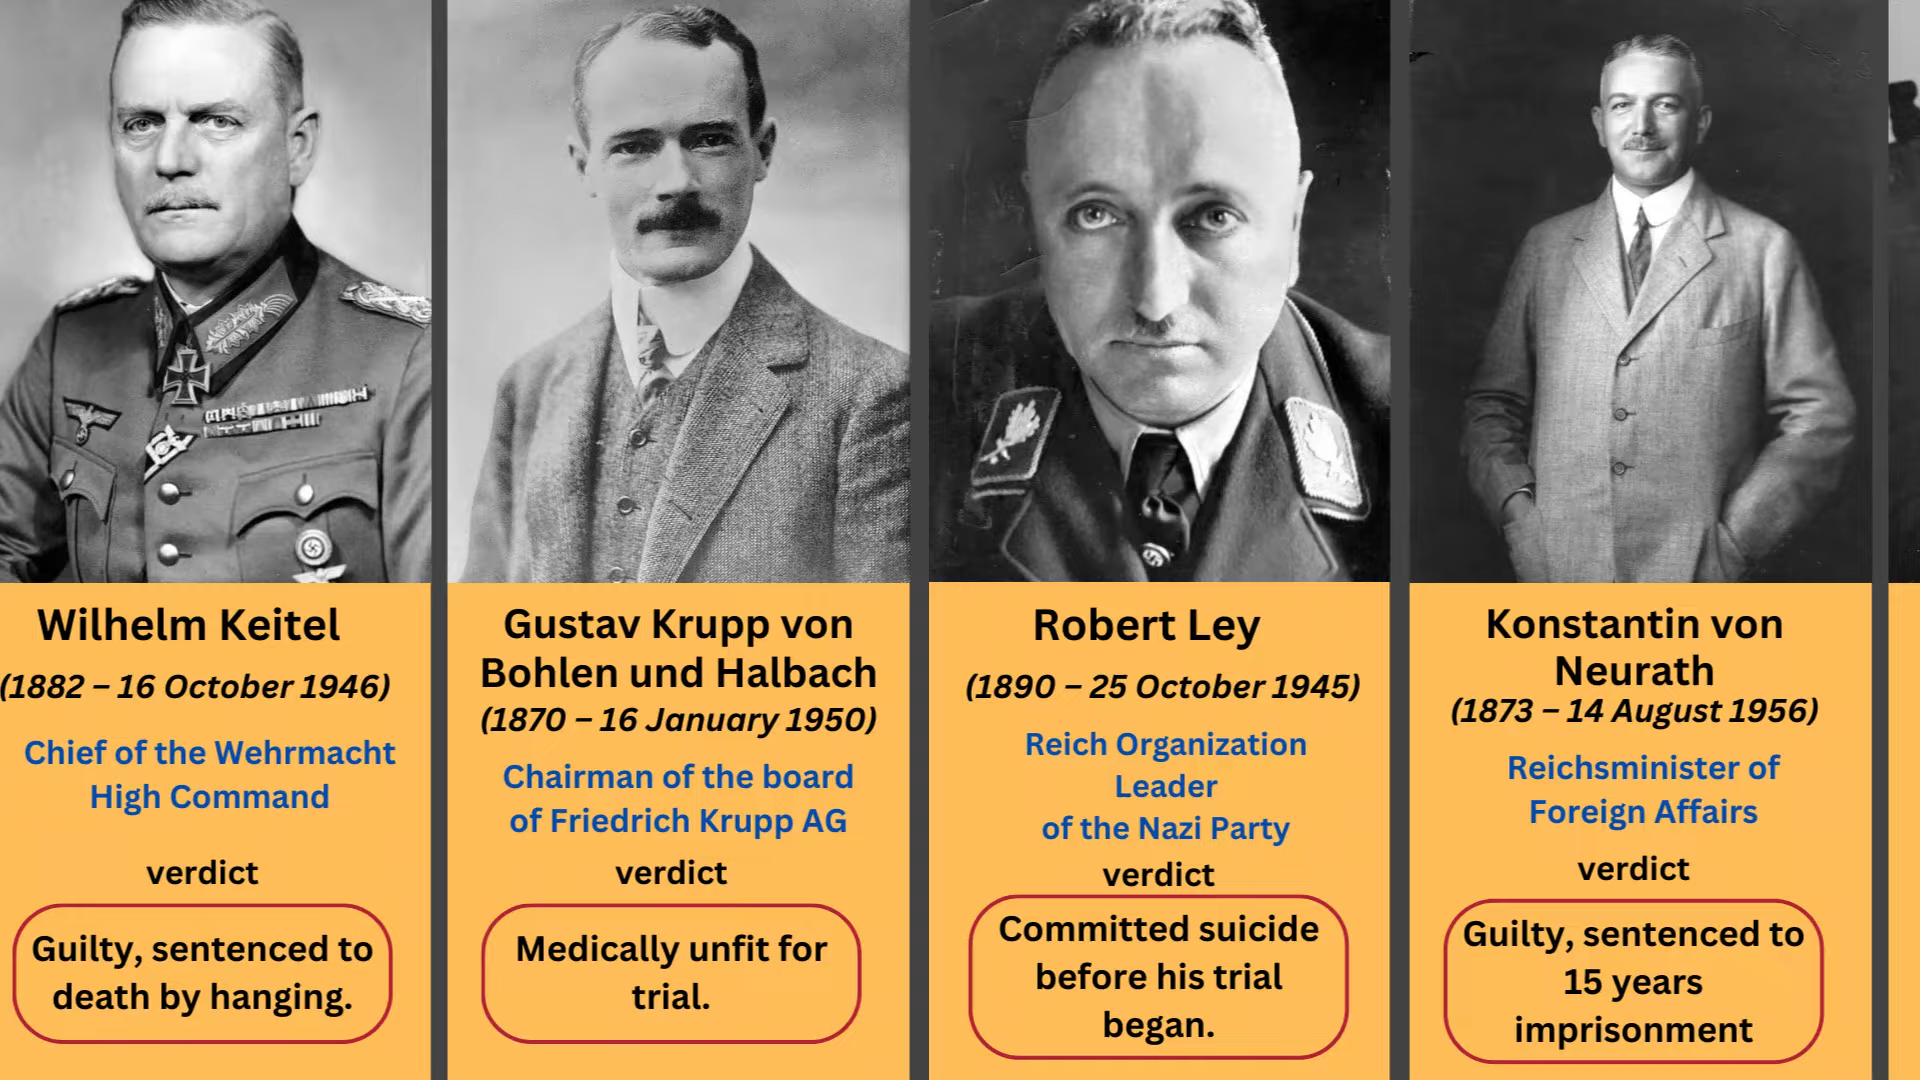 Wilhelm Keitel
(1882 – 16 October 1946)
Chief of the Wehrmacht
High Command
verdict
Guilty, sentenced to
death by hanging.
Gustav Krupp von
Bohlen und Halbach
(1870 – 16 January 1950)
Chairman of the board
of Friedrich Krupp AG
verdict
Medically unfit for
trial.
Robert Ley
(1890 – 25 October 1945)
Reich Organization
Leader
of the Nazi Party
verdict
Committed suicide
before his trial
began.
Konstantin von
Neurath
(1873 – 14 August 1956)
Reichsminister of
Foreign Affairs
verdict
Guilty, sentenced to
15 years
imprisonment